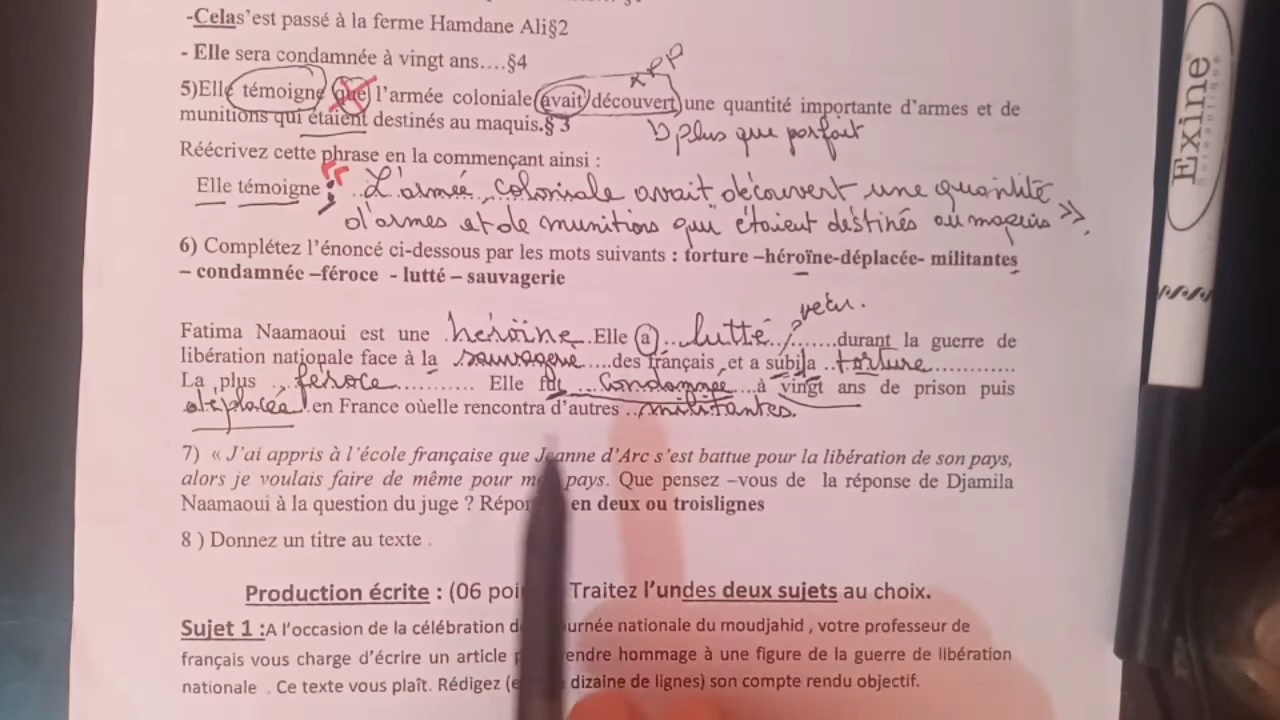 -Celas'est passé à la ferme Hamdane Ali§2
- Elle sera condamnée à vingt ans….§4
XPP
5)Elle témoigne que l'armée coloniale avait découvert une quantité importante d'armes et de
munitions qui étaient destinés au maquis.§ 3
plus que parfait
Réécrivez cette phrase en la commençant ainsi :
Elle témoigne : « L'armée coloniale avait découvert une quantité
d'armes et de munitions qui étaient destinés au maquis ».
6) Complétez l'énoncé ci-dessous par les mots suivants : torture –héroïne-déplacée- militantes
– condamnée –féroce - lutté – sauvagerie
vécu.
Fatima Naamaoui est une héroïne. Elle a lutté / ……durant la guerre de
libération nationale face à la sauvagerie ….des français, et a subila ..torture…………
La plus ..féroce………. Elle fut …condamnée….à vingt ans de prison puis
déplacée en France oùelle rencontra d'autres ..militantes.
7) « J'ai appris à l'école française que Jeanne d'Arc s'est battue pour la libération de son pays,
alors je voulais faire de même pour pays. Que pensez –vous de la réponse de Djamila
Naamaoui à la question du juge ? Répon en deux ou troislignes
8 ) Donnez un titre au texte .
Production écrite : (06 poi Traitez l'undes deux sujets au choix.
Sujet 1 :A l'occasion de la célébration d urnée nationale du moudjahid , votre professeur de
français vous charge d'écrire un article p endre hommage à une figure de la guerre de libération
nationale . Ce texte vous plaît. Rédigez (e dizaine de lignes) son compte rendu objectif.
Exine